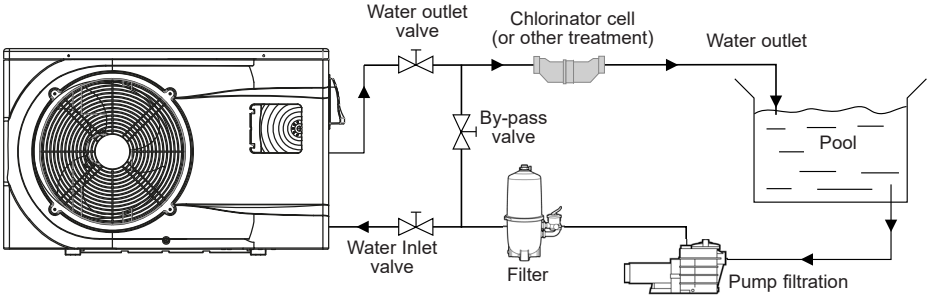 Water outlet
valve
Chlorinator cell
(or other treatment)
Water outlet
By-pass
valve
Pool
Water Inlet
valve
Filter
Pump filtration